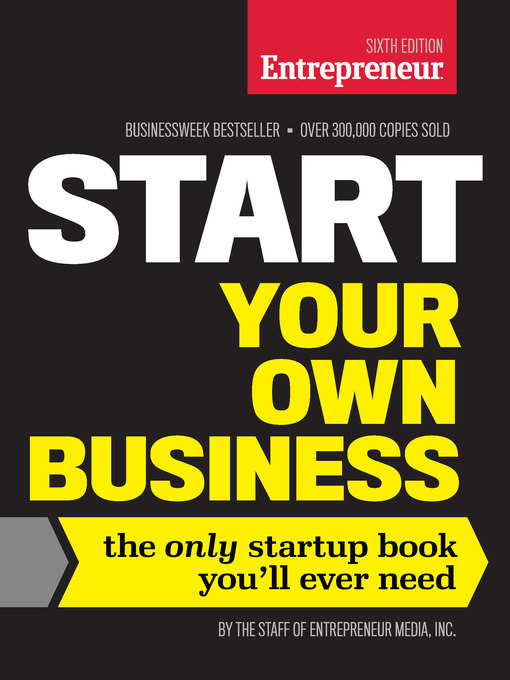 SIXTH EDITION
Entrepreneur
BUSINESSWEEK BESTSELLER ▪ OVER 300,000 COPIES SOLD
START
YOUR
OWN
BUSINESS
the only startup book
you'll ever need
BY THE STAFF OF ENTREPRENEUR MEDIA, INC.